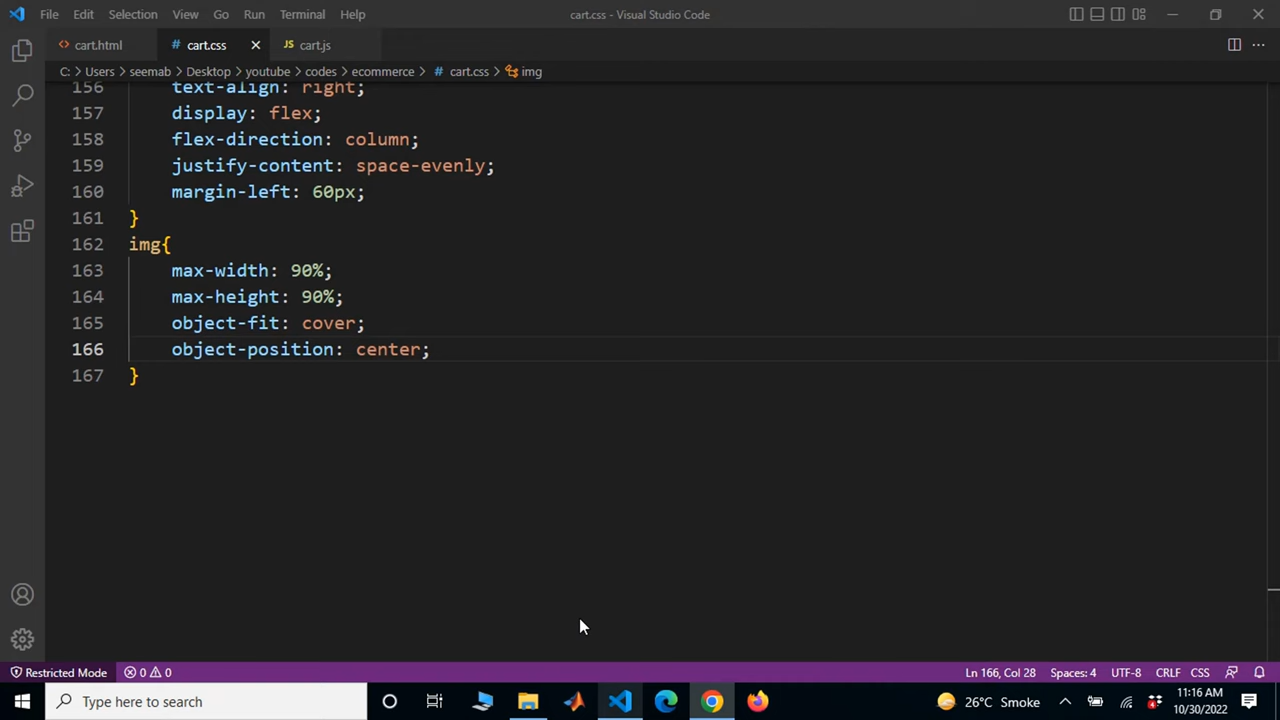 File Edit Selection View Go Run Terminal Help cart.css - Visual Studio Code
cart.html cart.css cart.js
C: > Users > seemab > Desktop > youtube > codes > ecommerce > # cart.css > img
156 text-align: right;
157 display: flex;
158 flex-direction: column;
159 justify-content: space-evenly;
160 margin-left: 60px;
161 }
162 img{
163 max-width: 90%;
164 max-height: 90%;
165 object-fit: cover;
166 object-position: center;
167 }
Restricted Mode 0 0 Ln 166, Col 28 Spaces: 4 UTF-8 CRLF CSS
Type here to search 26°C Smoke 11:16 AM
10/30/2022